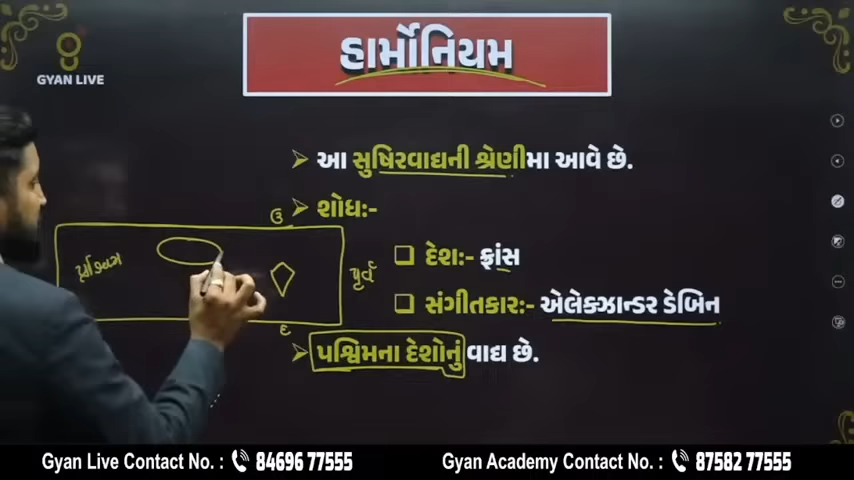 હાર્મોનિયમ
GYAN LIVE
આ સુષિરવાદ્યની શ્રેણીમા આવે છે.
ઉ
શોધ:-
પશ્ચિમ
પૂર્વ
દેશ:- ફ્રાંસ
સંગીતકાર:- એલેક્ઝાન્ડર ડેબિન
દ
પશ્ચિમના દેશોનું વાદ્ય છે.
Gyan Live Contact No. : 84696 77555
Gyan Academy Contact No. : 87582 77555